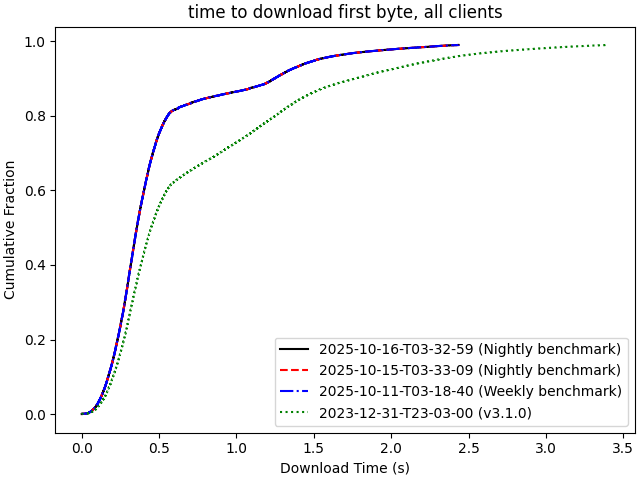 time to download first byte, all clients
Cumulative Fraction
1.0
0.8
0.6
0.4
0.2
0.0
2025-10-16-T03-32-59 (Nightly benchmark)
2025-10-15-T03-33-09 (Nightly benchmark)
2025-10-11-T03-18-40 (Weekly benchmark)
2023-12-31-T23-03-00 (v3.1.0)
0.0 0.5 1.0 1.5 2.0 2.5 3.0 3.5
Download Time (s)